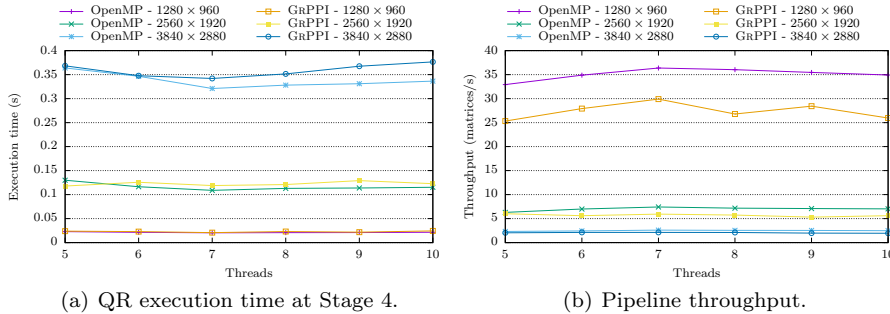 OpenMP - 1280 × 960
GRPPI - 1280 × 960
OpenMP - 2560 × 1920
GRPPI - 2560 × 1920
OpenMP - 3840 × 2880
GRPPI - 3840 × 2880
0.4
0.35
0.3
0.25
0.2
0.15
0.1
0.05
0
Execution time (s)
5 6 7 8 9 10
Threads
(a) QR execution time at Stage 4.
OpenMP - 1280 × 960
GRPPI - 1280 × 960
OpenMP - 2560 × 1920
GRPPI - 2560 × 1920
OpenMP - 3840 × 2880
GRPPI - 3840 × 2880
40
35
30
25
20
15
10
5
0
Throughput (matrices/s)
5 6 7 8 9 10
Threads
(b) Pipeline throughput.